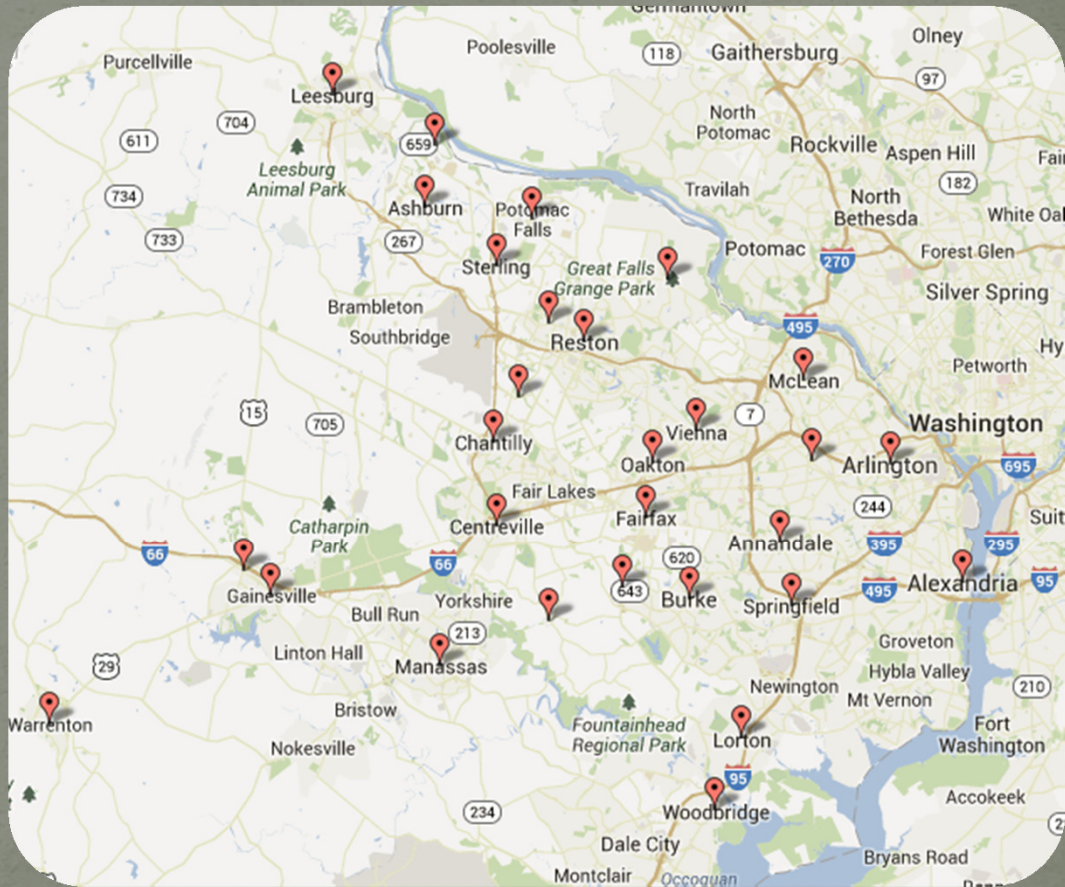 Germantown
Olney
Poolesville
118
Gaithersburg
Purcellville
97
Leesburg
North
Potomac
704
611
659
Rockville
Aspen Hill
Leesburg
Animal Park
182
734
Travilah
North
Bethesda
Ashburn
Potomac
Falls
White Oak
733
267
Potomac
Forest Glen
270
Sterling
Great Falls
Grange Park
Silver Spring
Brambleton
Southbridge
495
Reston
Hy
Petworth
McLean
15
705
7
Washington
Chantilly
Vienna
Oakton
Arlington
695
Fair Lakes
244
Suit
Centreville
Fairfax
Catharpin
Park
Annandale
395
295
66
66
620
643
Burke
Springfield
495
Alexandria
95
Gainesville
Yorkshire
Bull Run
213
Groveton
Linton Hall
Manassas
Hybla Valley
29
Newington
210
Mt Vernon
Bristow
Warrenton
Fountainhead
Regional Park
Lorton
Fort
Washington
Nokesville
95
Accokeek
234
Woodbridge
Dale City
Bryans Road
Montclair
Occoquan